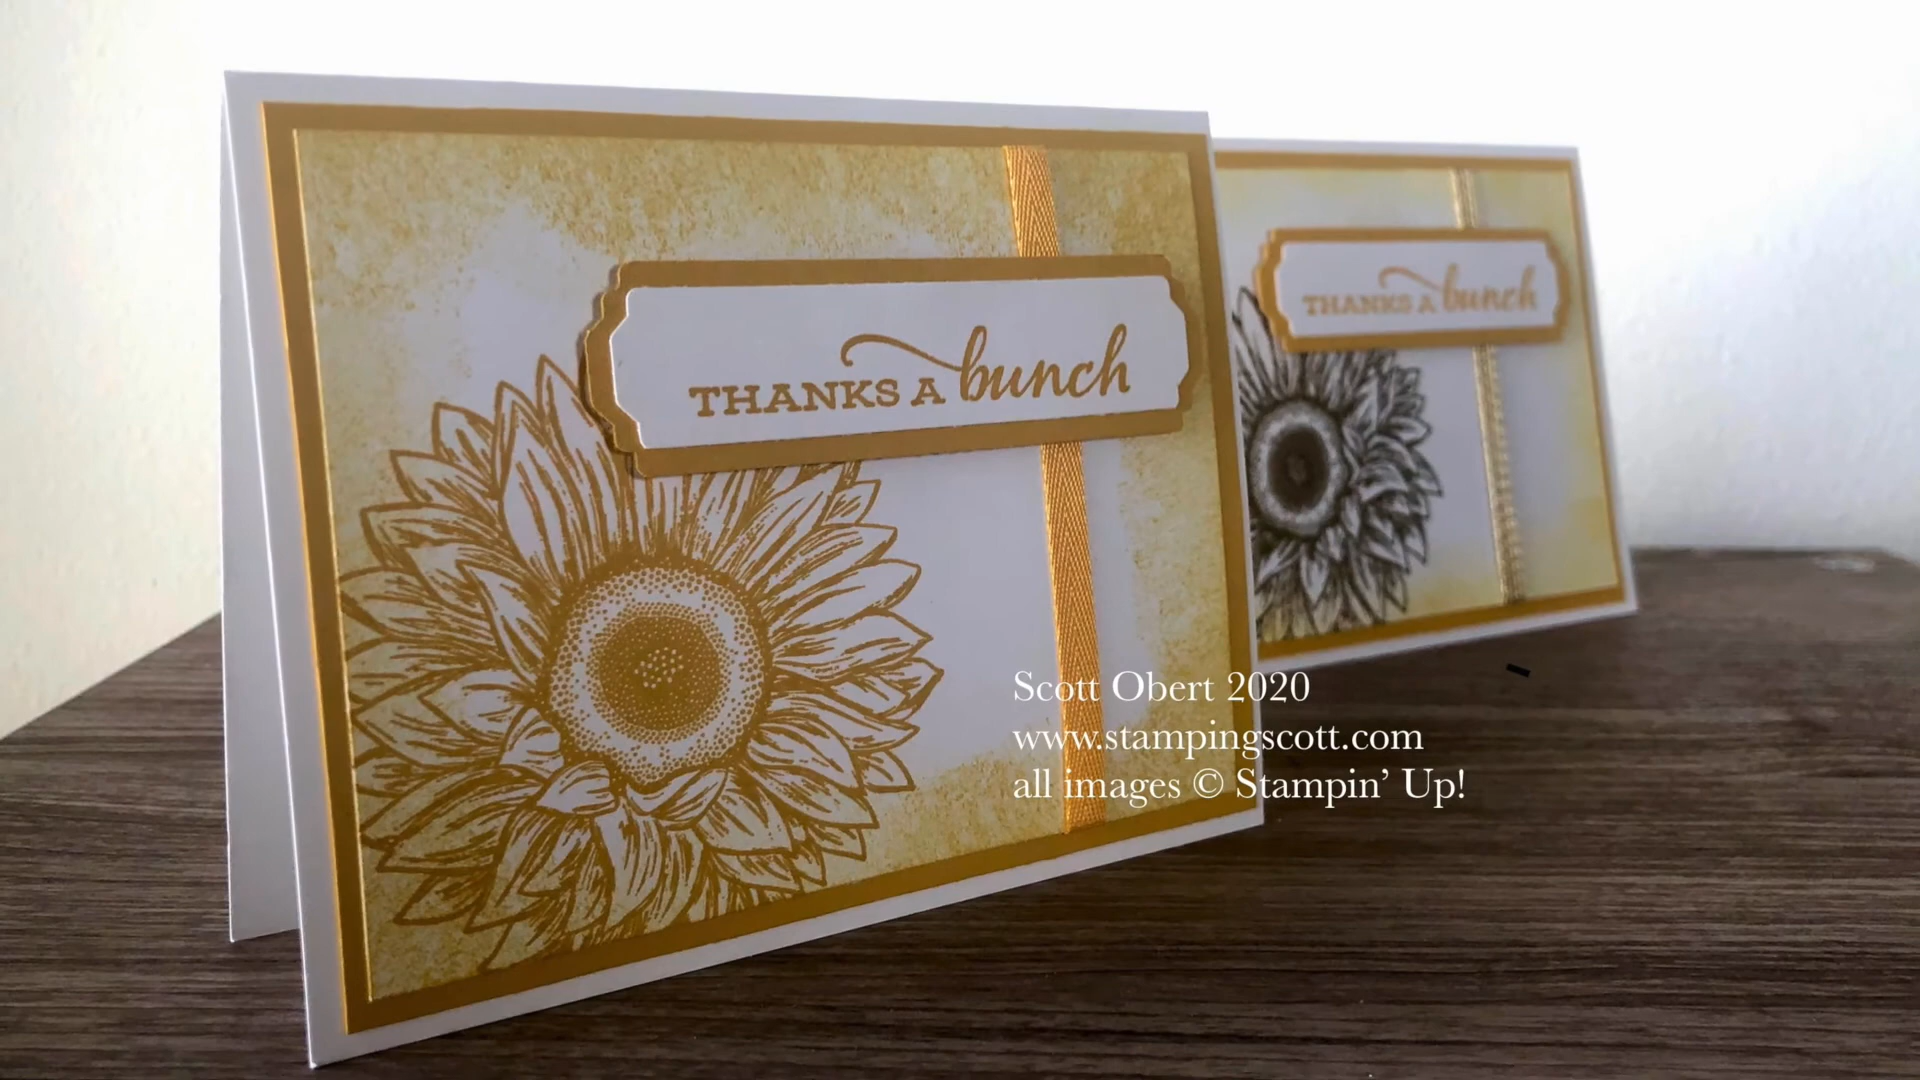 THANKS A bunch
THANKS A bunch
Scott Obert 2020
www.stampingscott.com
all images © Stampin' Up!